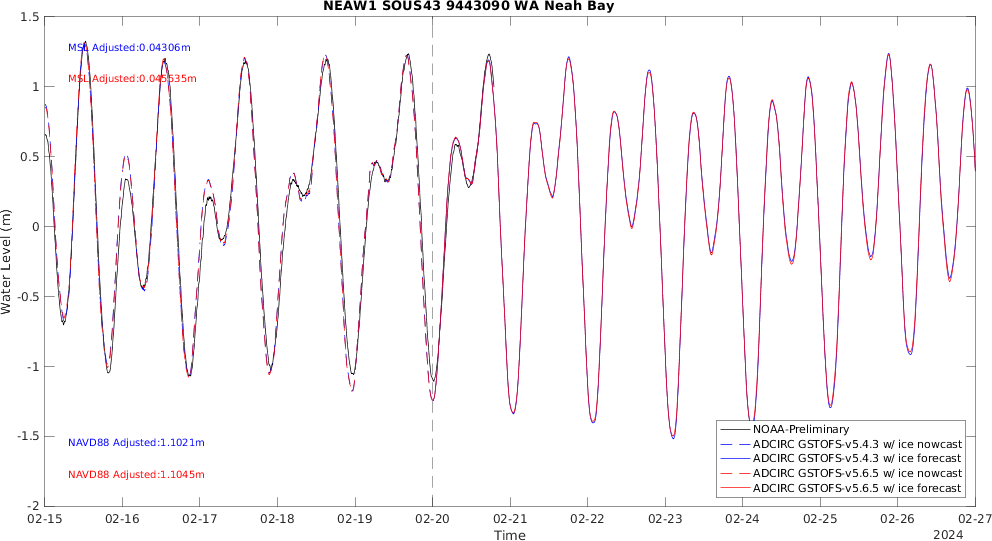 NEAW1 SOUS43 9443090 WA Neah Bay
MSL Adjusted:0.04306m
MSL Adjusted:0.045535m
NAVD88 Adjusted:1.1021m
NAVD88 Adjusted:1.1045m
Water Level (m)
1.5
1
0.5
0
-0.5
-1
-1.5
-2
NOAA-Preliminary
ADCIRC GSTOFS-v5.4.3 w/ ice nowcast
ADCIRC GSTOFS-v5.4.3 w/ ice forecast
ADCIRC GSTOFS-v5.6.5 w/ ice nowcast
ADCIRC GSTOFS-v5.6.5 w/ ice forecast
02-15 02-16 02-17 02-18 02-19 02-20 02-21 02-22 02-23 02-24 02-25 02-26 02-27
Time
2024